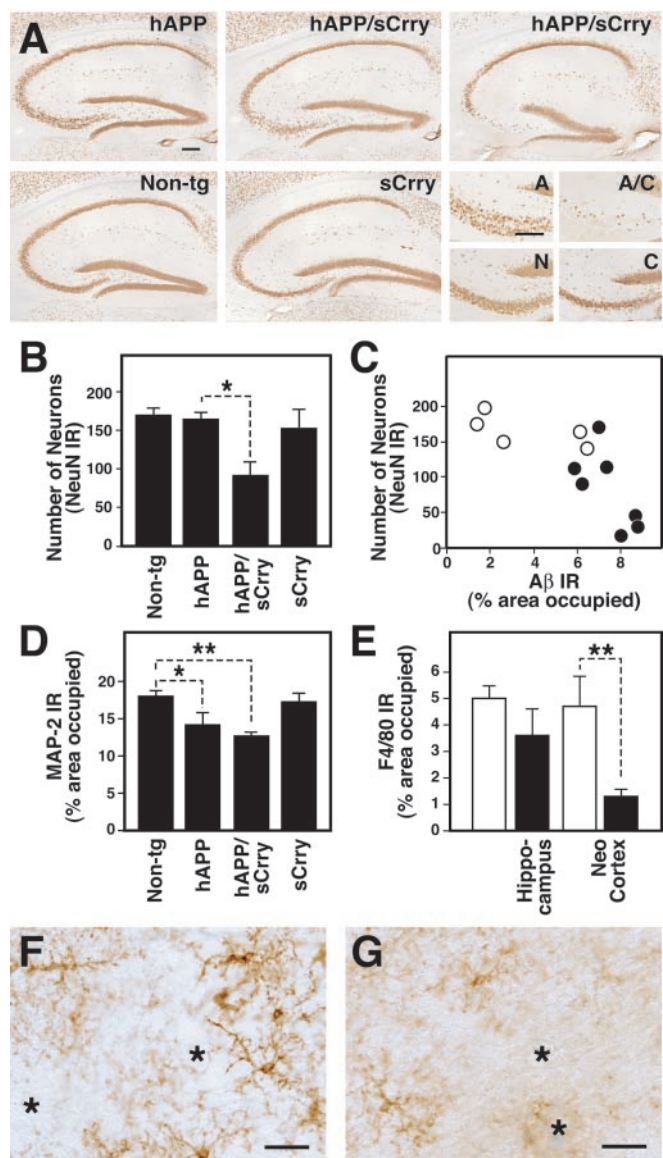 A
hAPP
hAPP/sCrry
hAPP/sCrry
Non-tg
sCrry
A
A/C
N
C
B
Number of Neurons
(NeuN IR)
200
150
100
50
0
*
Non-tg
hAPP
hAPP/
sCrry
sCrry
C
Number of Neurons
(NeuN IR)
200
150
100
50
0
0
2
4
6
8
Aβ IR
(% area occupied)
D
MAP-2 IR
(% area occupied)
20
15
10
5
0
**
*
Non-tg
hAPP
hAPP/
sCrry
sCrry
E
F4/80 IR
(% area occupied)
6
5
4
3
2
1
0
**
Hippo-
campus
Neo
Cortex
F
*
*
G
*
*